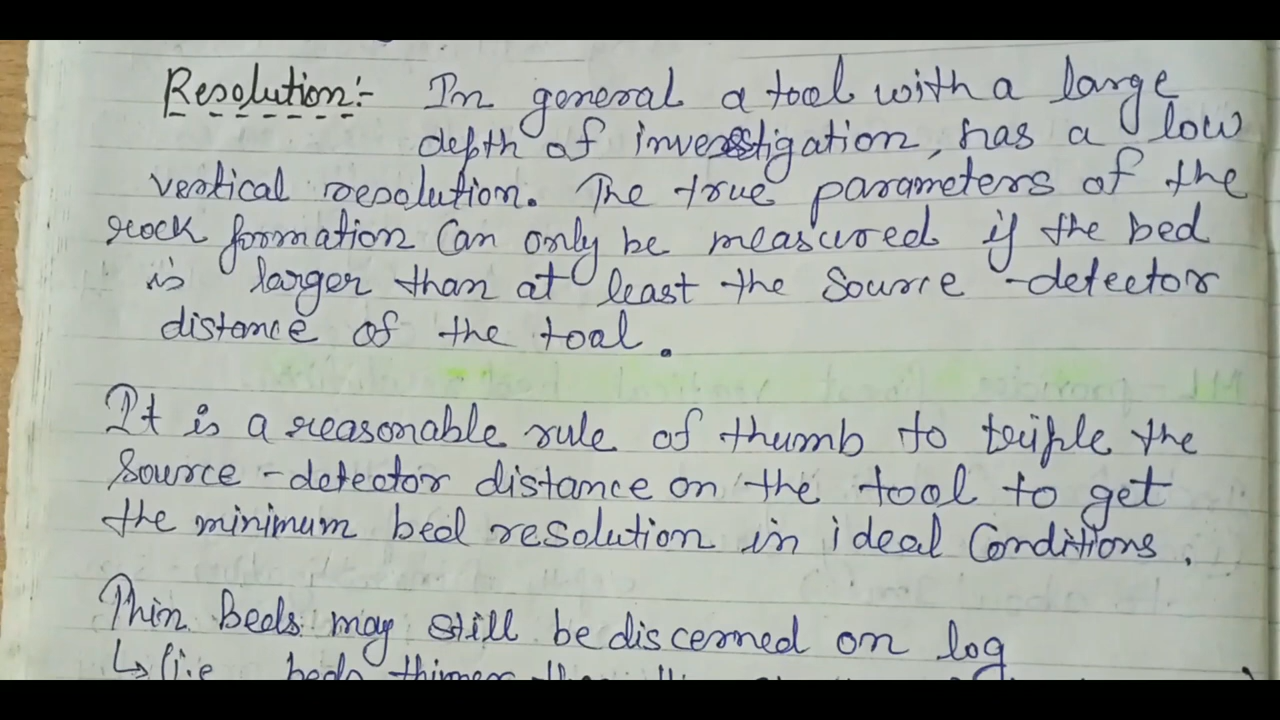 Resolution:- In general a tool with a large
depth of investigation, has a low
vertical resolution. The true parameters of the
rock formation can only be measured if the bed
is larger than at least the source-detector
distance of the tool.
It is a reasonable rule of thumb to triple the
source-detector distance on the tool to get
the minimum bed resolution in ideal Conditions.
Thin Beds may still be discerned on log
↳ (i.e beds thinner than